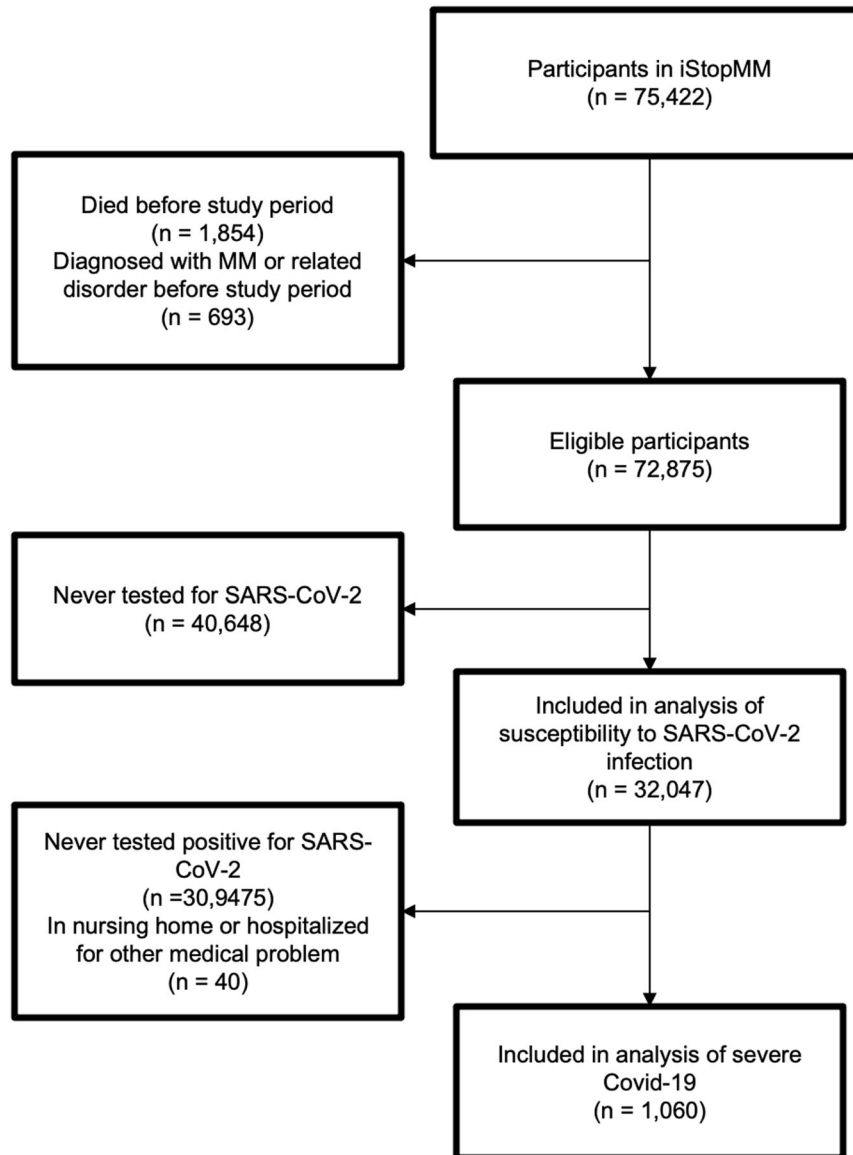 Participants in iStopMM
(n = 75,422)
Died before study period
(n = 1,854)
Diagnosed with MM or related
disorder before study period
(n = 693)
Eligible participants
(n = 72,875)
Never tested for SARS-CoV-2
(n = 40,648)
Included in analysis of
susceptibility to SARS-CoV-2
infection
(n = 32,047)
Never tested positive for SARS-
CoV-2
(n =30,9475)
In nursing home or hospitalized
for other medical problem
(n = 40)
Included in analysis of severe
Covid-19
(n = 1,060)